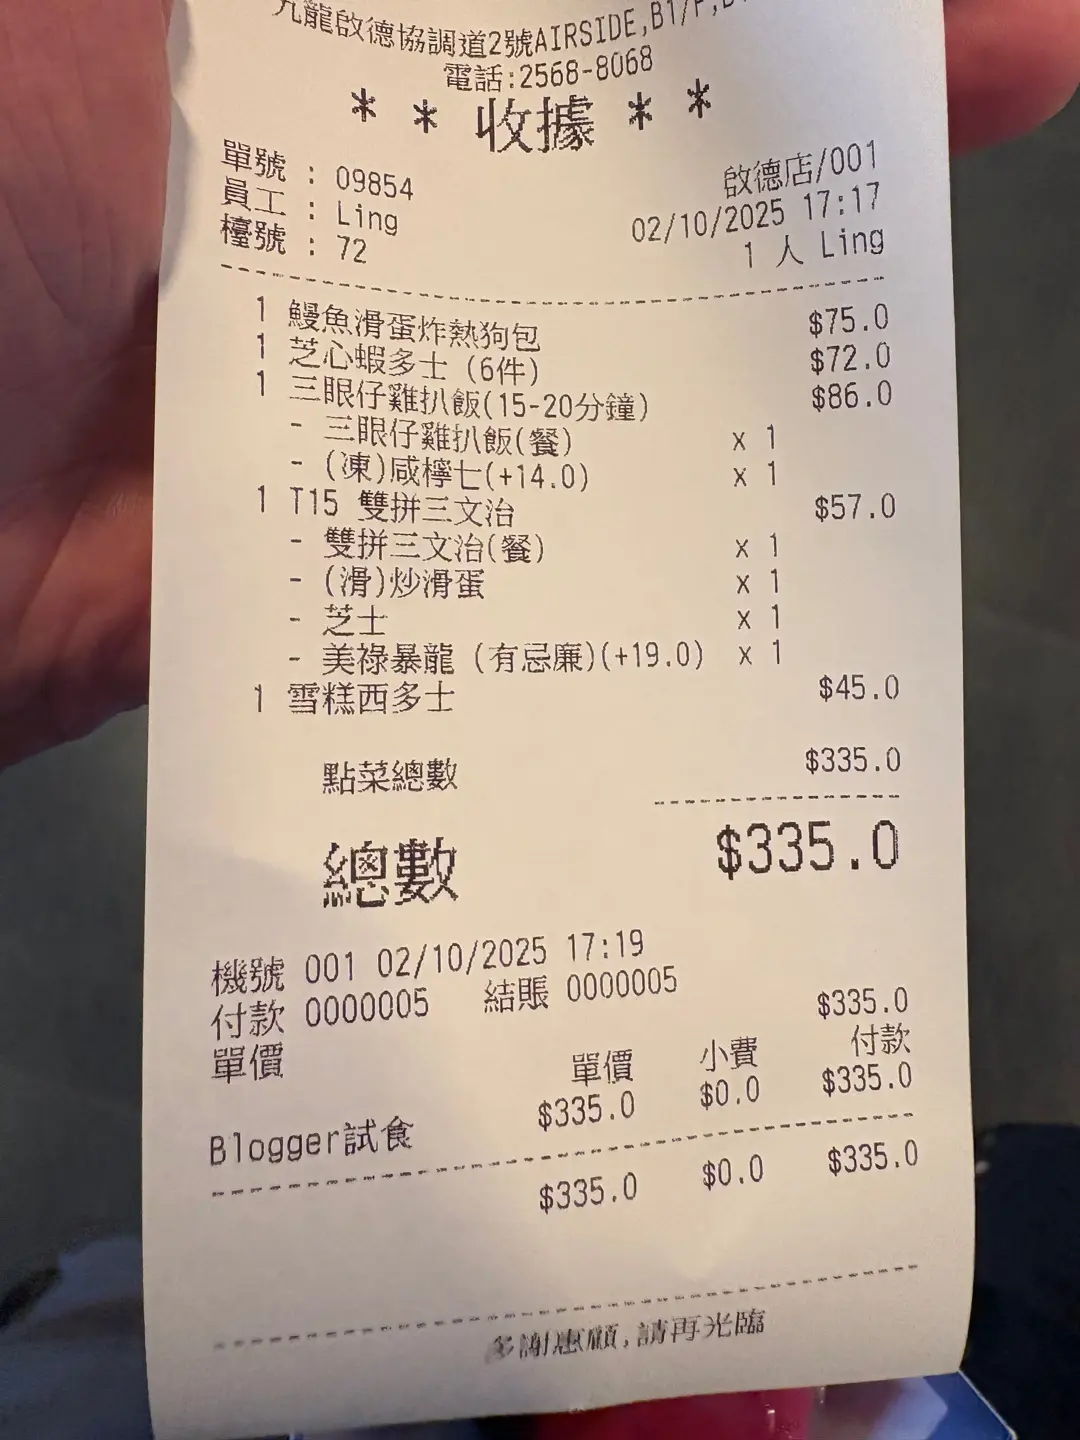 九龍啟德協調道2號AIRSIDE,B1/F,
電話:2568-8068
* * 收據 * *
單號 : 09854 啟德店/001
員工 : Ling 02/10/2025 17:17
檯號 : 72 1 人 Ling
1 鰻魚滑蛋炸熱狗包 $75.0
1 芝心蝦多士 (6件) $72.0
1 三眼仔雞扒飯(15-20分鐘) $86.0
- 三眼仔雞扒飯(餐) x 1
- (凍)咸檸七(+14.0) x 1
1 T15 雙拼三文治 $57.0
- 雙拼三文治(餐) x 1
- (滑)炒滑蛋 x 1
- 芝士 x 1
- 美祿暴龍 (有忌廉)(+19.0) x 1
1 雪糕西多士 $45.0
點菜總數 $335.0
總數 $335.0
機號 001 02/10/2025 17:19
付款 0000005 結賬 0000005 $335.0
單價 單價 小費 付款
$335.0 $0.0 $335.0
Blogger試食
$335.0 $0.0 $335.0
多謝惠顧,請再光臨